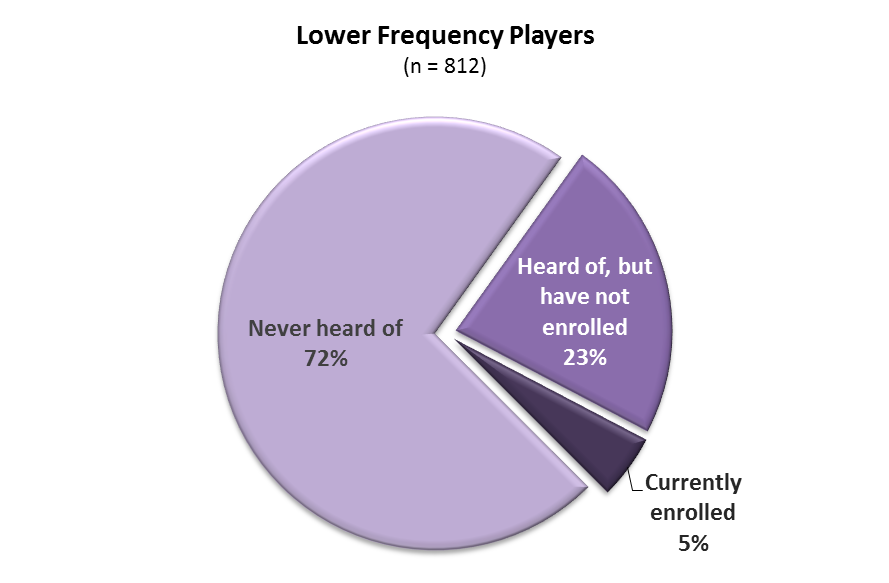 Lower Frequency Players
(n = 812)
Heard of, but
have not
enrolled
23%
Never heard of
72%
Currently
enrolled
5%